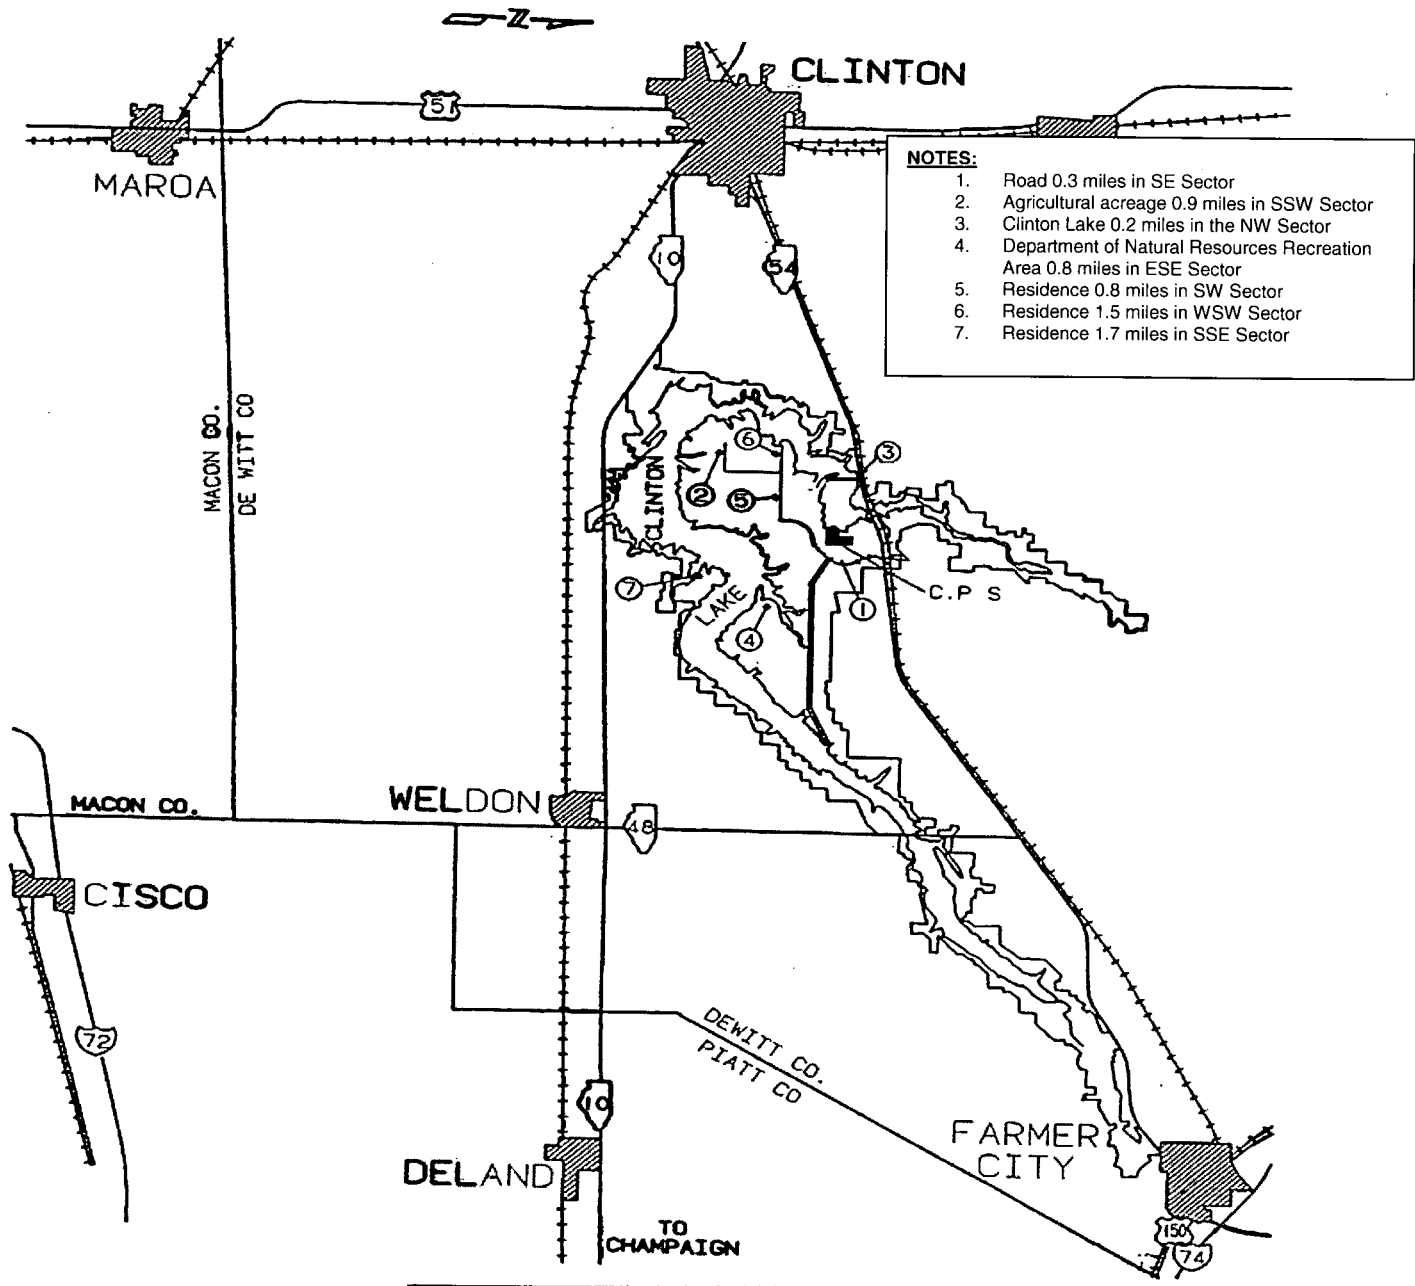 N
CLINTON
51
MAROA
NOTES:
1. Road 0.3 miles in SE Sector
2. Agricultural acreage 0.9 miles in SSW Sector
3. Clinton Lake 0.2 miles in the NW Sector
4. Department of Natural Resources Recreation
Area 0.8 miles in ESE Sector
5. Residence 0.8 miles in SW Sector
6. Residence 1.5 miles in WSW Sector
7. Residence 1.7 miles in SSE Sector
10
54
MACON CO.
DE WITT CO
CLINTON
LAKE
6
3
2
5
7
4
1
C.P S
MACON CO.
WELDON
48
CISCO
72
DEWITT CO.
PIATT CO
10
FARMER
CITY
DELAND
TO
CHAMPAIGN
150
74